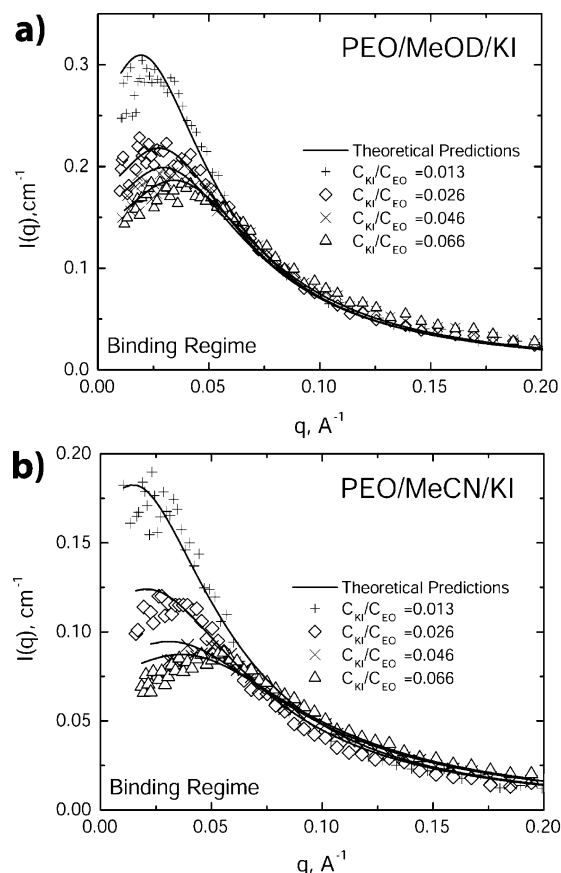 a)
PEO/MeOD/KI
Theoretical Predictions
C_KI/C_EO =0.013
C_KI/C_EO =0.026
C_KI/C_EO =0.046
C_KI/C_EO =0.066
Binding Regime
I(q),cm⁻¹
0.3
0.2
0.1
0.0
0.00 0.05 0.10 0.15 0.20
q, A⁻¹
b)
PEO/MeCN/KI
Theoretical Predictions
C_KI/C_EO =0.013
C_KI/C_EO =0.026
C_KI/C_EO =0.046
C_KI/C_EO =0.066
Binding Regime
I(q), cm⁻¹
0.20
0.15
0.10
0.05
0.00
0.00 0.05 0.10 0.15 0.20
q, A⁻¹